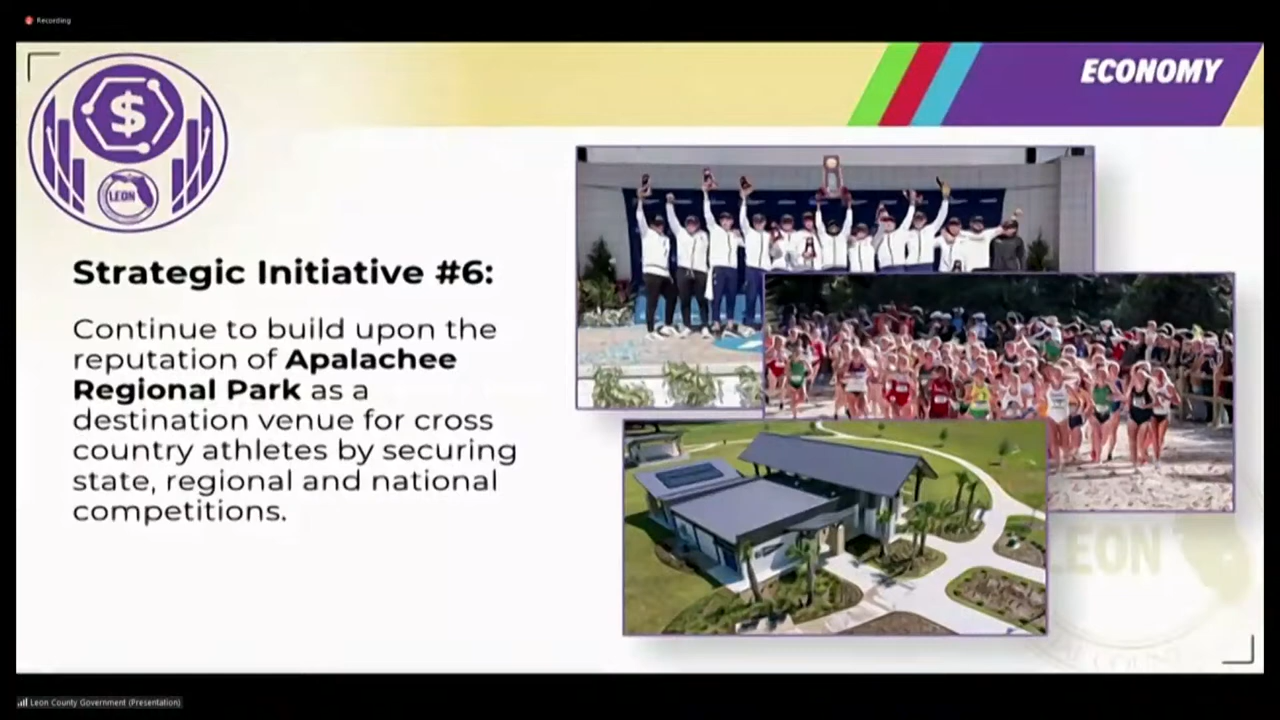 Recording
ECONOMY
$
LEON
Strategic Initiative #6:
Continue to build upon the
reputation of Apalachee
Regional Park as a
destination venue for cross
country athletes by securing
state, regional and national
competitions.
LEON
Leon County Government (Presentation)